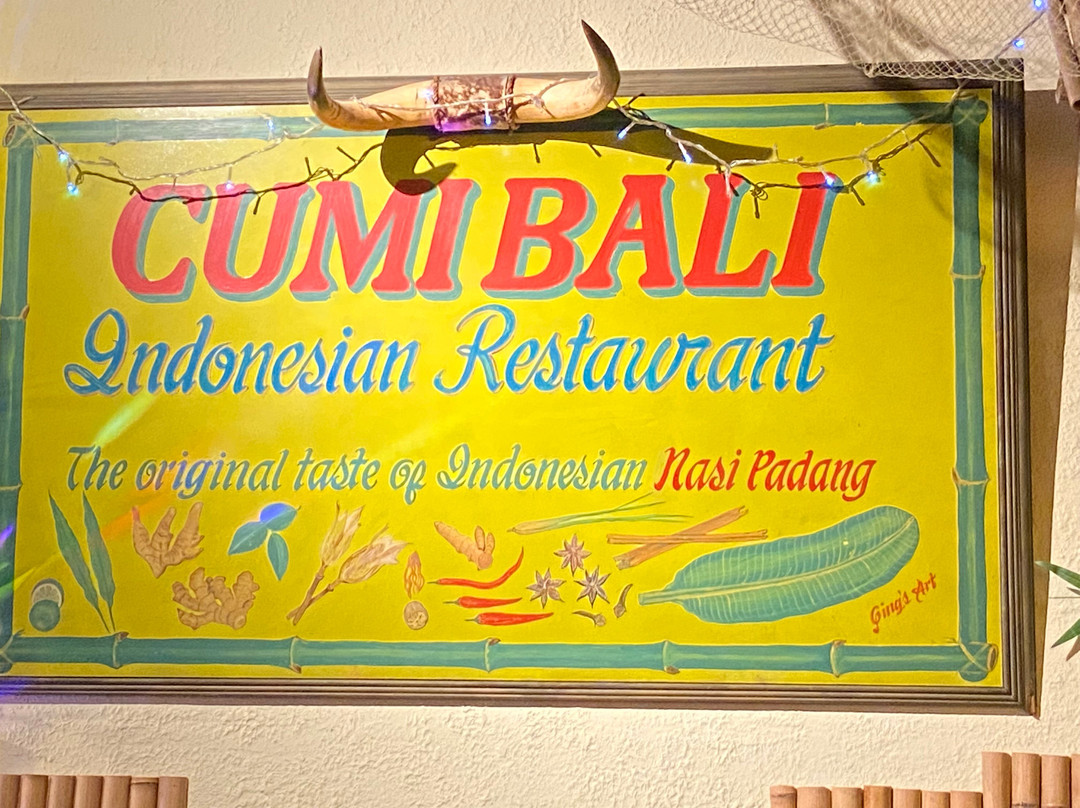 CUMI BALI
Indonesian Restaurant
The original taste of Indonesian Nasi Padang
Ging's Art